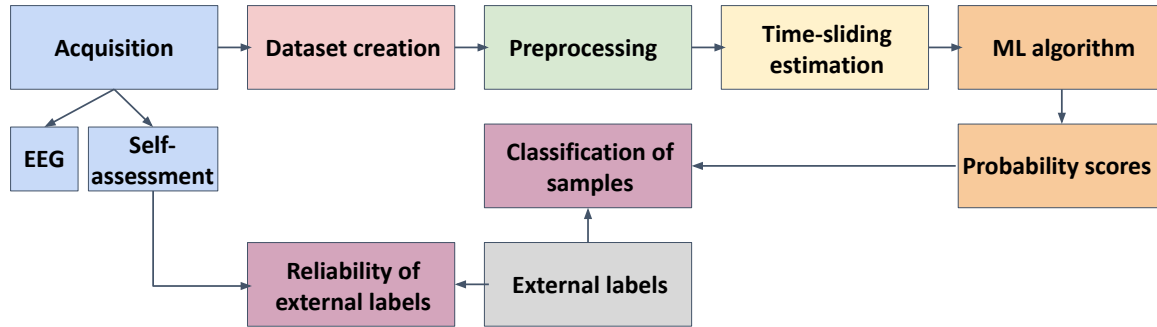 Acquisition
Dataset creation
Preprocessing
Time-sliding
estimation
ML algorithm
EEG
Self-
assessment
Classification of
samples
Probability scores
Reliability of
external labels
External labels